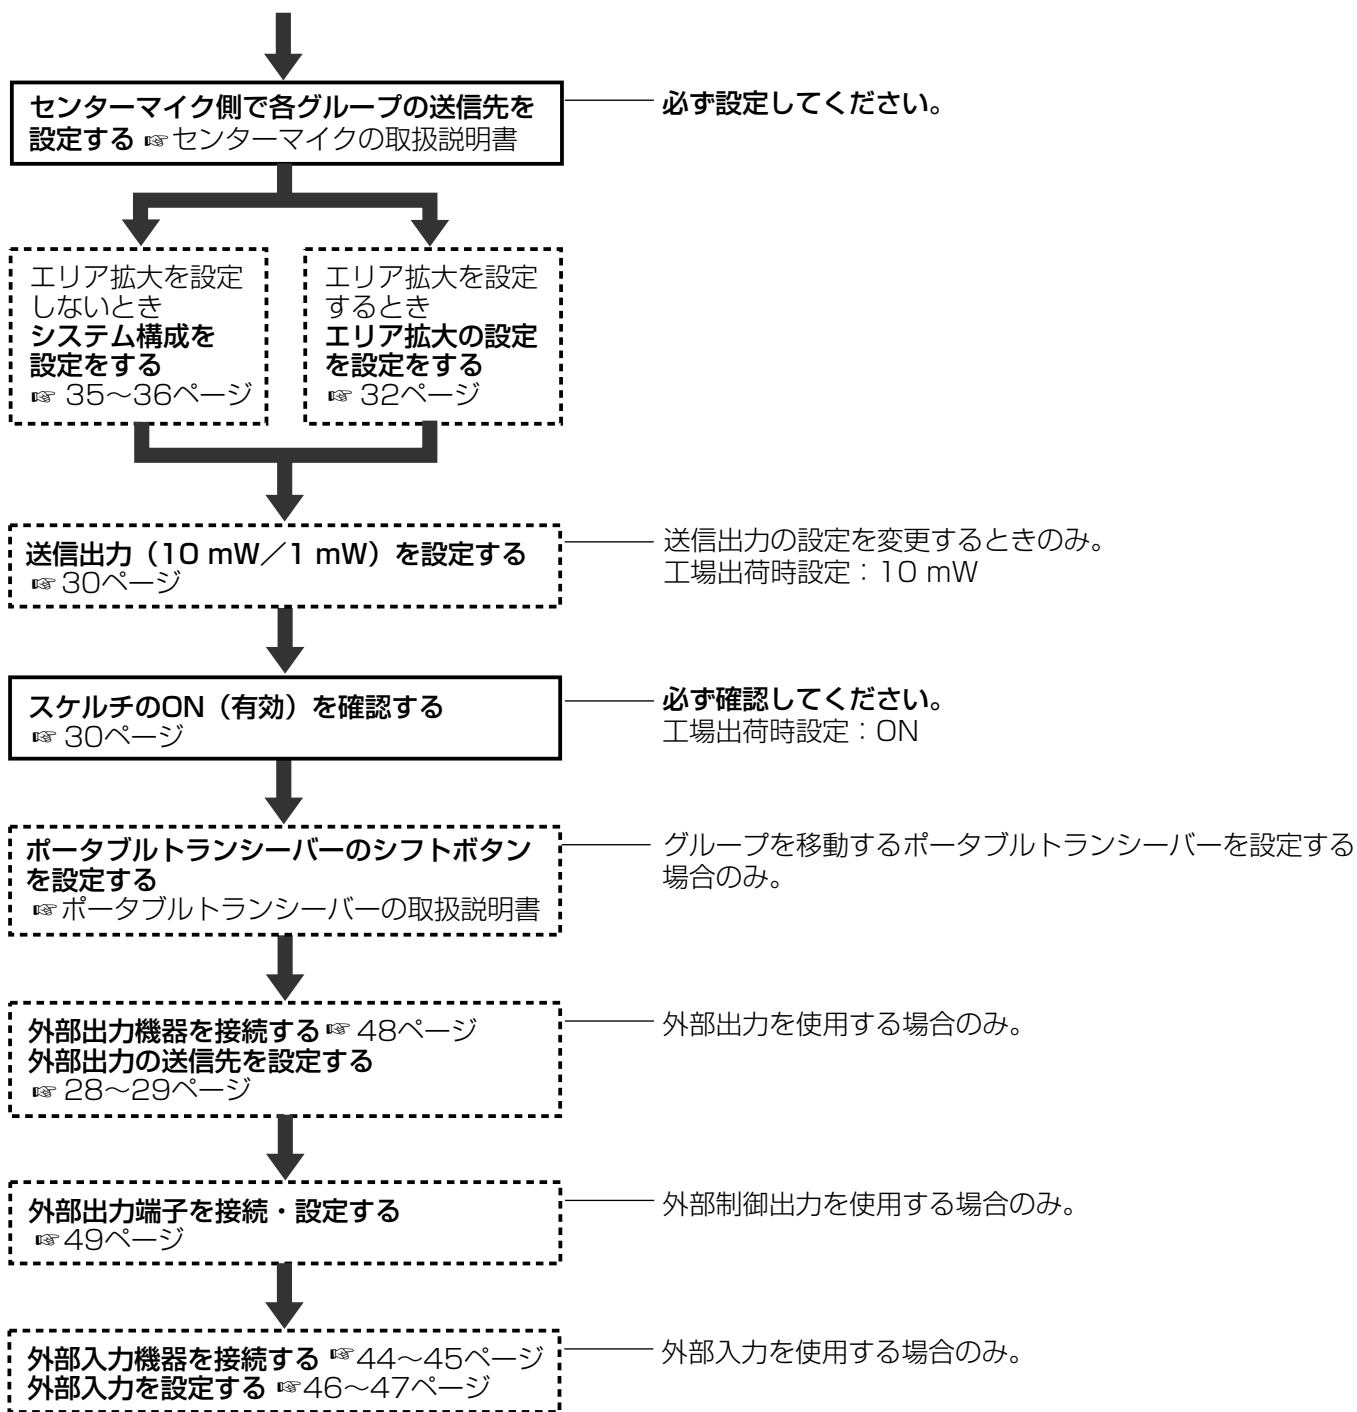 センターマイク側で各グループの送信先を
設定する ☞センターマイクの取扱説明書
必ず設定してください。
エリア拡大を設定
しないとき
システム構成を
設定をする
☞ 35～36ページ
エリア拡大を設定
するとき
エリア拡大の設定
を設定をする
☞ 32ページ
送信出力（10 mW／1 mW）を設定する
☞ 30ページ
送信出力の設定を変更するときのみ。
工場出荷時設定：10 mW
スケルチのON（有効）を確認する
☞ 30ページ
必ず確認してください。
工場出荷時設定：ON
ポータブルトランシーバーのシフトボタン
を設定する
☞ポータブルトランシーバーの取扱説明書
グループを移動するポータブルトランシーバーを設定する
場合のみ。
外部出力機器を接続する ☞ 48ページ
外部出力の送信先を設定する
☞ 28～29ページ
外部出力を使用する場合のみ。
外部出力端子を接続・設定する
☞49ページ
外部制御出力を使用する場合のみ。
外部入力機器を接続する ☞44～45ページ
外部入力を設定する ☞46～47ページ
外部入力を使用する場合のみ。